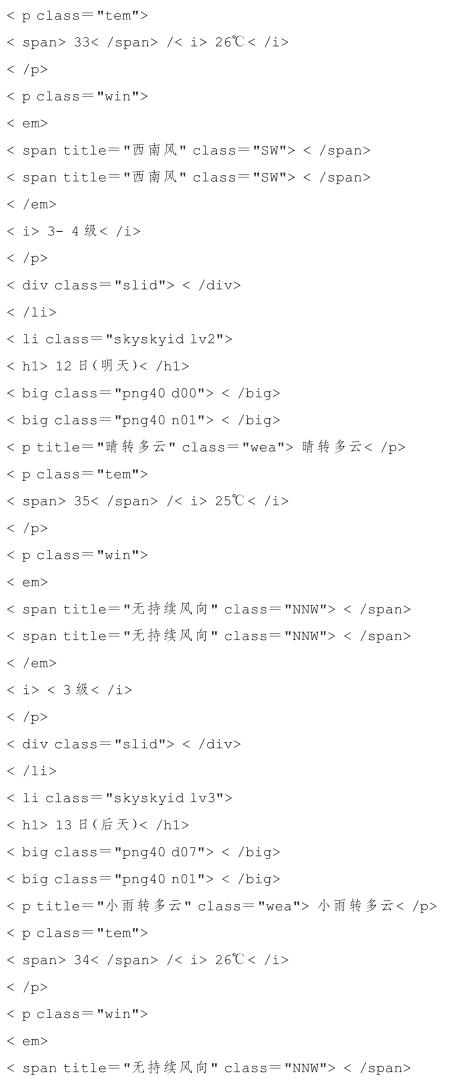 < p class="tem">
< span> 33< /span> /< i> 26℃< /i>
< /p>
< p class="win">
< em>
< span title="西南风" class="SW"> < /span>
< span title="西南风" class="SW"> < /span>
< /em>
< i> 3- 4 级< /i>
< /p>
< div class="slid"> < /div>
< /li>
< li class="skyskyid lv2">
< h1> 12 日(明天)< /h1>
< big class="png40 d00"> < /big>
< big class="png40 n01"> < /big>
< p title="晴转多云" class="wea"> 晴转多云< /p>
< p class="tem">
< span> 35< /span> /< i> 25℃< /i>
< /p>
< p class="win">
< em>
< span title="无持续风向" class="NNW"> < /span>
< span title="无持续风向" class="NNW"> < /span>
< /em>
< i> < 3 级< /i>
< /p>
< div class="slid"> < /div>
< /li>
< li class="skyskyid lv3">
< h1> 13 日(后天)< /h1>
< big class="png40 d07"> < /big>
< big class="png40 n01"> < /big>
< p title="小雨转多云" class="wea"> 小雨转多云< /p>
< p class="tem">
< span> 34< /span> /< i> 26℃< /i>
< /p>
< p class="win">
< em>
< span title="无持续风向" class="NNW"> < /span>